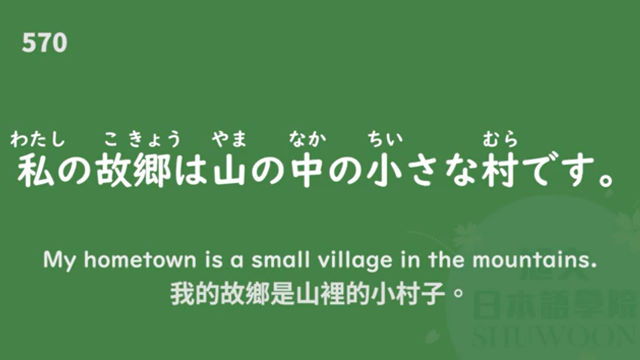 570
わたし こきょう やま なか ちい むら
私の故郷は山の中の小さな村です。
My hometown is a small village in the mountains.
我的故鄉是山裡的小村子。
日本語學院
SHUWOON